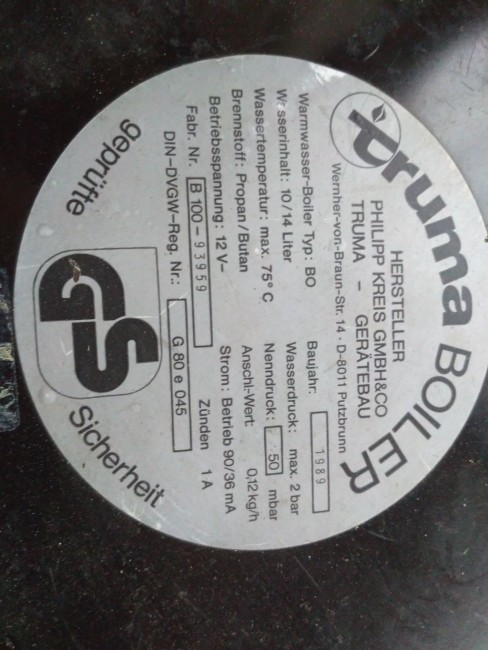 truma BOILER
HERSTELLER
PHILIPP KREIS GMBH&CO
TRUMA – GERÄTEBAU
Wernher-von-Braun-Str. 14 · D-8011 Putzbrunn
Warmwasser-Boiler Typ: BO Baujahr: 1989
Wasserinhalt: 10/14 Liter Wasserdruck: max. 2 bar
Wassertemperatur: max. 75°C Nenndruck: 50 mbar
Brennstoff: Propan/Butan Anschl-Wert 0,12 kg/h
Betriebsspannung: 12 V– Strom: Betrieb 90/36 mA
Fabr. Nr. B 100-93959 Zünden 1 A
DIN-DVGW-Reg. Nr.: G 80 e 045
geprüfte
GS
Sicherheit